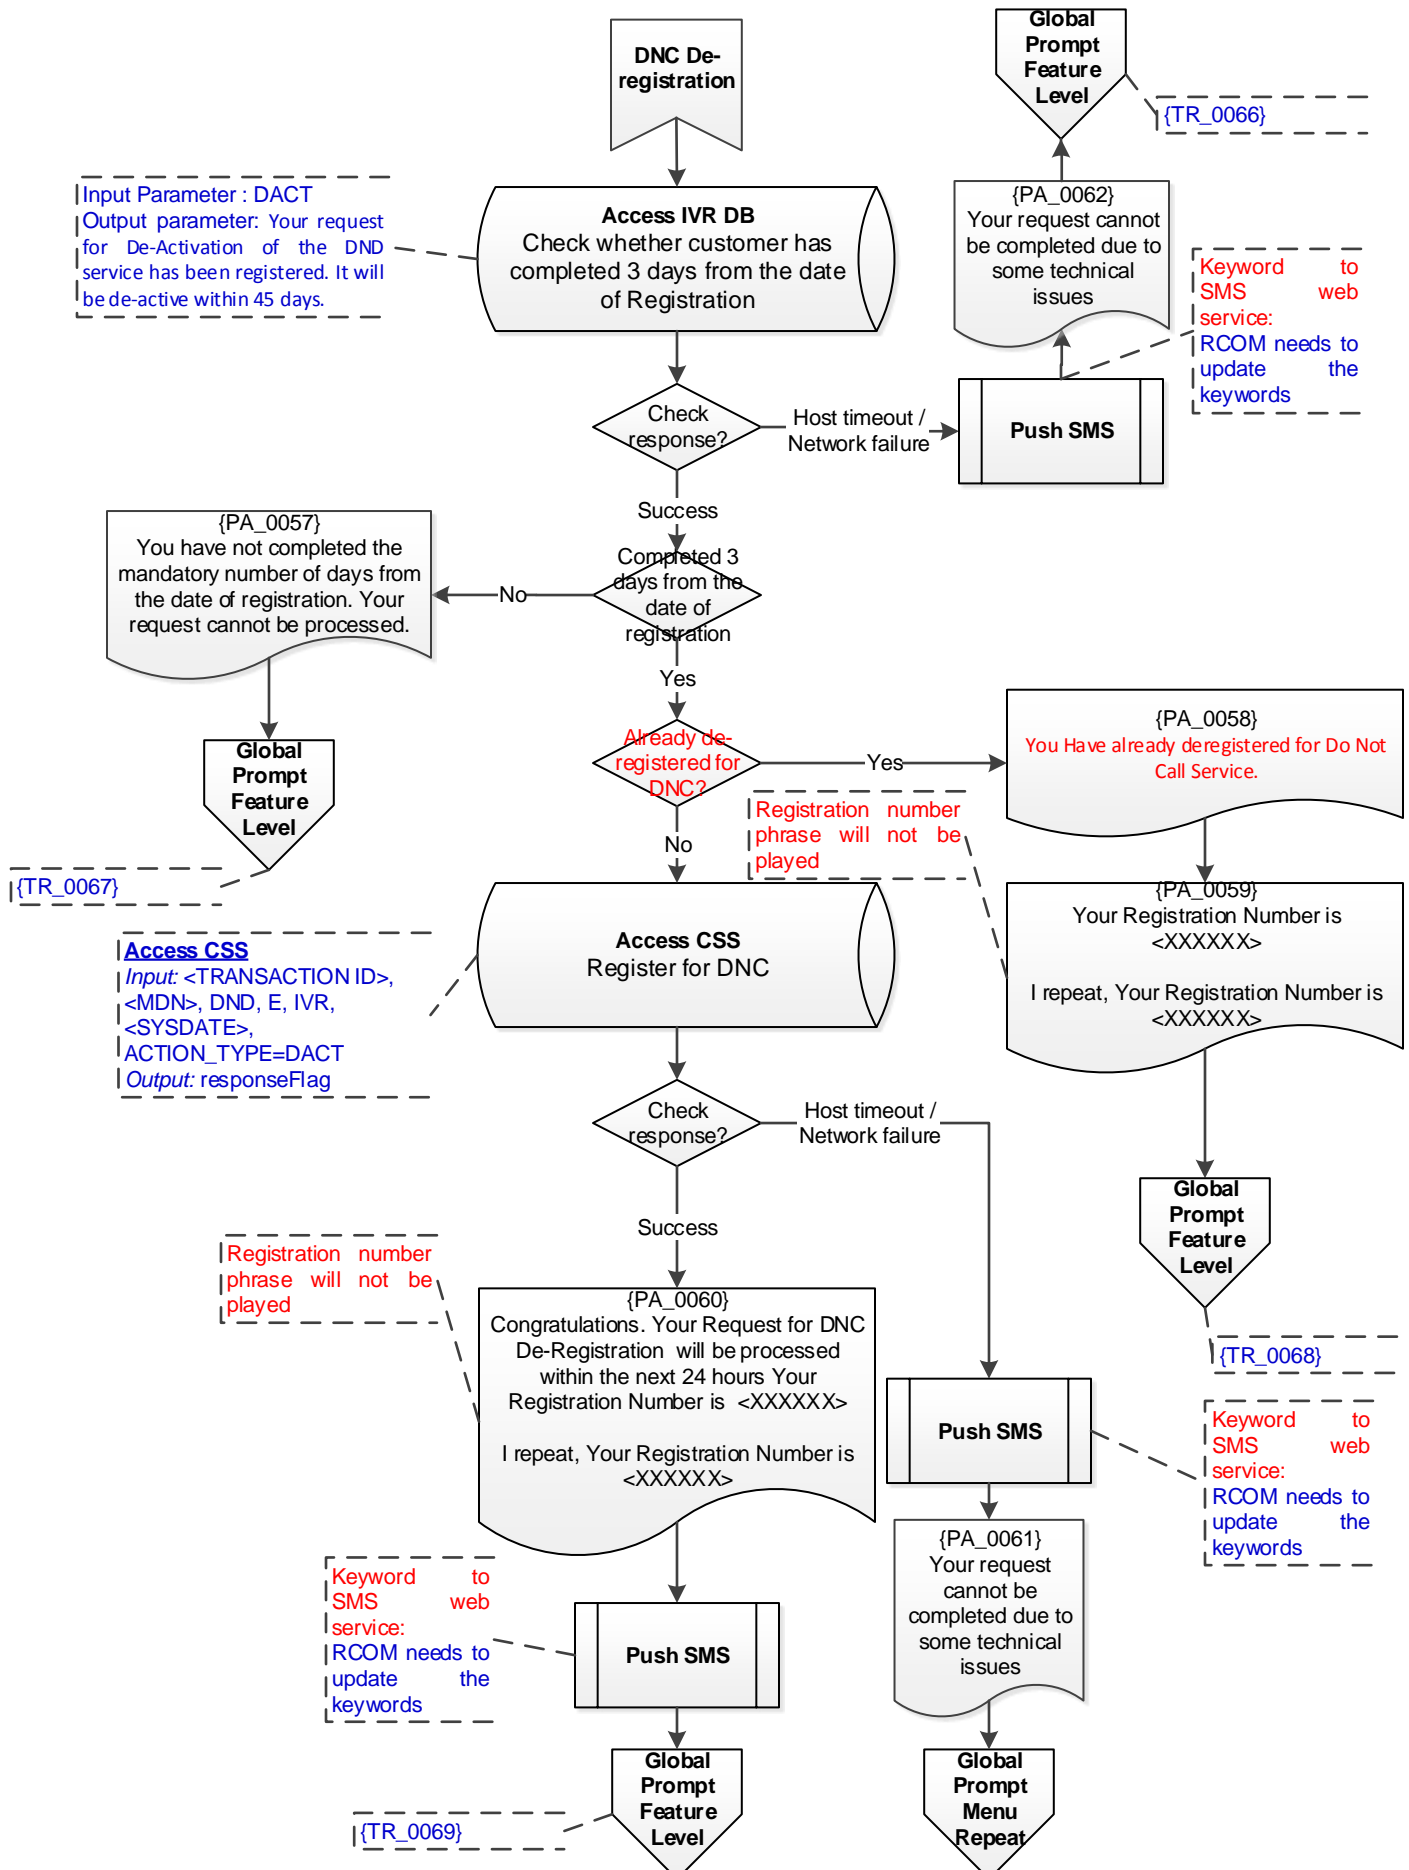 DNC De-
registration
Global
Prompt
Feature
Level
{TR_0066}
Input Parameter : DACT
Output parameter: Your request
for De-Activation of the DND
service has been registered. It will
be de-active within 45 days.
Access IVR DB
Check whether customer has
completed 3 days from the date
of Registration
{PA_0062}
Your request cannot
be completed due to
some technical
issues
Keyword to
SMS web
service:
RCOM needs to
update the
keywords
Check
response?
Host timeout /
Network failure
Push SMS
Success
{PA_0057}
You have not completed the
mandatory number of days from
the date of registration. Your
request cannot be processed.
No
Completed 3
days from the
date of
registration
Yes
Global
Prompt
Feature
Level
{TR_0067}
Already de-
registered for
DNC?
Yes
{PA_0058}
You Have already deregistered for Do Not
Call Service.
Registration number
phrase will not be
played
No
{PA_0059}
Your Registration Number is
<XXXXXX>
I repeat, Your Registration Number is
<XXXXXX>
Access CSS
Register for DNC
Access CSS
Input: <TRANSACTION ID>,
<MDN>, DND, E, IVR,
<SYSDATE>,
ACTION_TYPE=DACT
Output: responseFlag
Check
response?
Host timeout /
Network failure
Global
Prompt
Feature
Level
{TR_0068}
Success
Registration number
phrase will not be
played
{PA_0060}
Congratulations. Your Request for DNC
De-Registration will be processed
within the next 24 hours Your
Registration Number is <XXXXXX>
I repeat, Your Registration Number is
<XXXXXX>
Push SMS
Keyword to
SMS web
service:
RCOM needs to
update the
keywords
{PA_0061}
Your request
cannot be
completed due to
some technical
issues
Keyword to
SMS web
service:
RCOM needs to
update the
keywords
Push SMS
Global
Prompt
Feature
Level
{TR_0069}
Global
Prompt
Menu
Repeat